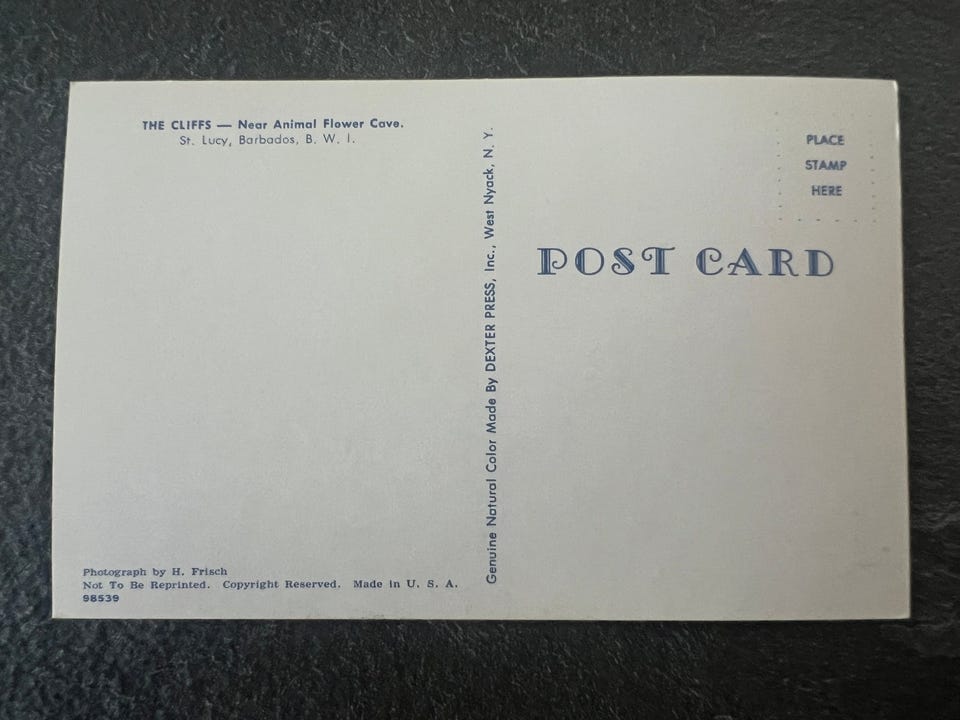 THE CLIFFS — Near Animal Flower Cave.
St. Lucy, Barbados, B. W. I.
Photograph by H. Frisch
Not To Be Reprinted. Copyright Reserved. Made in U. S. A.
98539
Genuine Natural Color Made By DEXTER PRESS, Inc., West Nyack, N. Y.
PLACE
STAMP
HERE
POST CARD